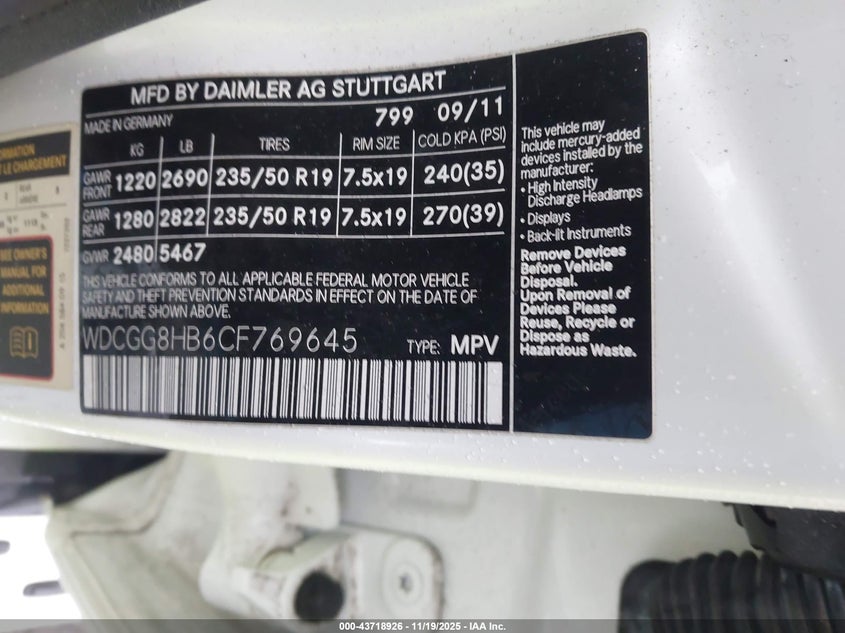 MFD BY DAIMLER AG STUTTGART
MADE IN GERMANY 799 09/11
KG LB TIRES RIM SIZE COLD KPA (PSI)
GAWR FRONT 1220 2690 235/50 R19 7.5x19 240(35)
GAWR REAR 1280 2822 235/50 R19 7.5x19 270(39)
GVWR 2480 5467
THIS VEHICLE CONFORMS TO ALL APPLICABLE FEDERAL MOTOR VEHICLE
SAFETY AND THEFT PREVENTION STANDARDS IN EFFECT ON THE DATE OF
MANUFACTURE SHOWN ABOVE.
WDCGG8HB6CF769645 TYPE: MPV
This vehicle may
include mercury-added
devices installed by the
manufacturer:
• High Intensity
Discharge Headlamps
• Displays
• Back-lit Instruments
Remove Devices
Before Vehicle
Disposal.
Upon Removal of
Devices Please
Reuse, Recycle or
Dispose as
Hazardous Waste.
LE CHARGEMENT
SEE OWNER'S
MANUAL FOR
ADDITIONAL
INFORMATION
000-43718926 - 11/19/2025 - IAA Inc.